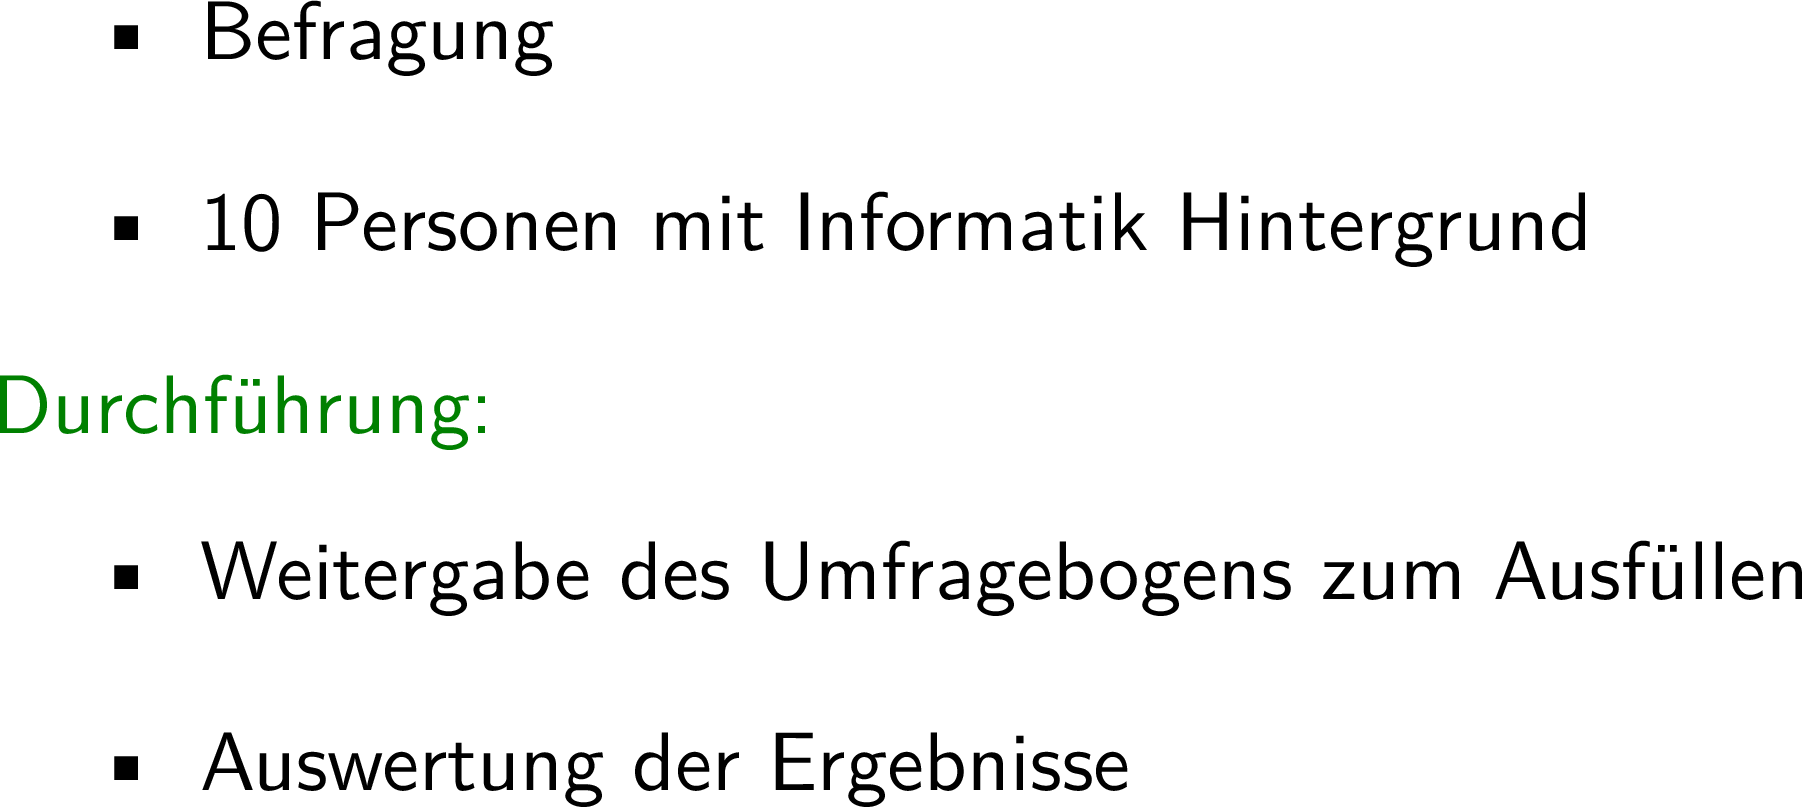 ▪ Befragung
▪ 10 Personen mit Informatik Hintergrund
Durchführung:
▪ Weitergabe des Umfragebogens zum Ausfüllen
▪ Auswertung der Ergebnisse